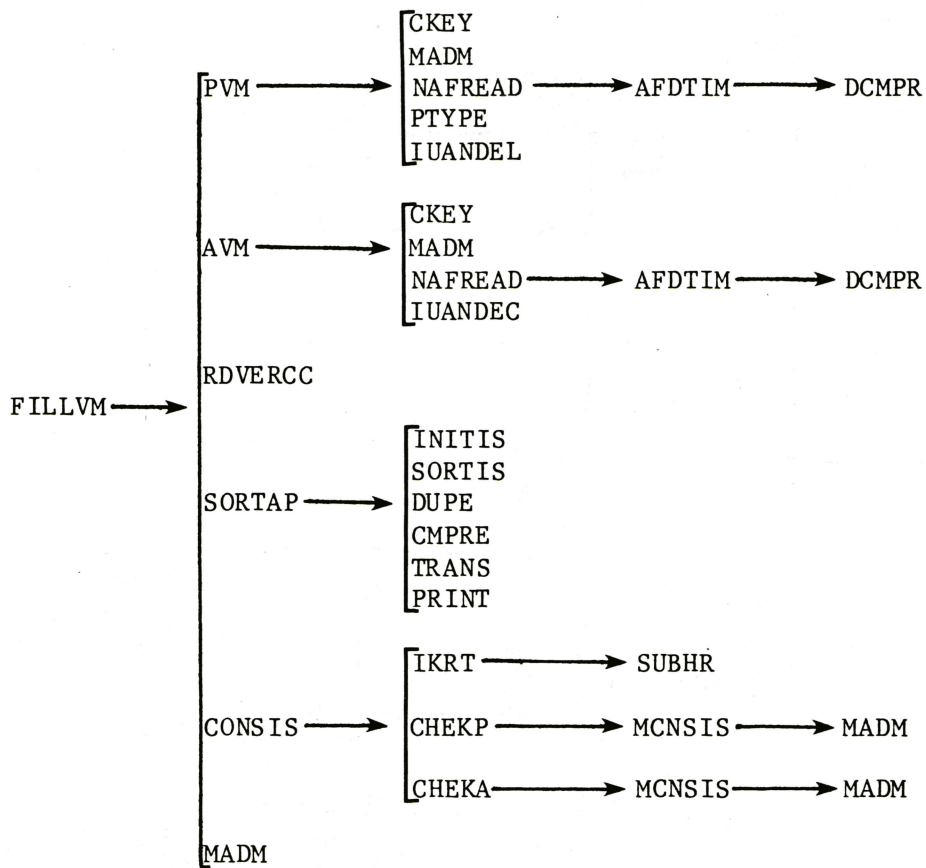 CKEY
MADM
PVM NAFREAD AFDTIM DCMPR
PTYPE
IUANDEL
CKEY
AVM MADM
NAFREAD AFDTIM DCMPR
IUANDEC
RDVERCC
FILLVM
INITIS
SORTIS
SORTAP DUPE
CMPRE
TRANS
PRINT
IKRT SUBHR
CONSIS CHEKP MCNSIS MADM
CHEKA MCNSIS MADM
MADM